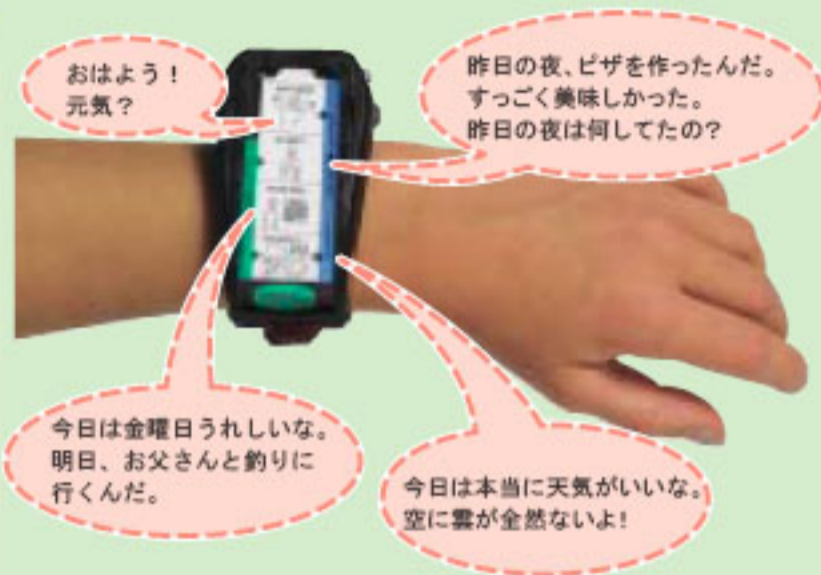 おはよう！
元気？
昨日の夜、ピザを作ったんだ。
すっごく美味しかった。
昨日の夜は何してたの？
今日は金曜日うれしいな。
明日、お父さんと釣りに
行くんだ。
今日は本当に天気がいいな。
空に雲が全然ないよ！